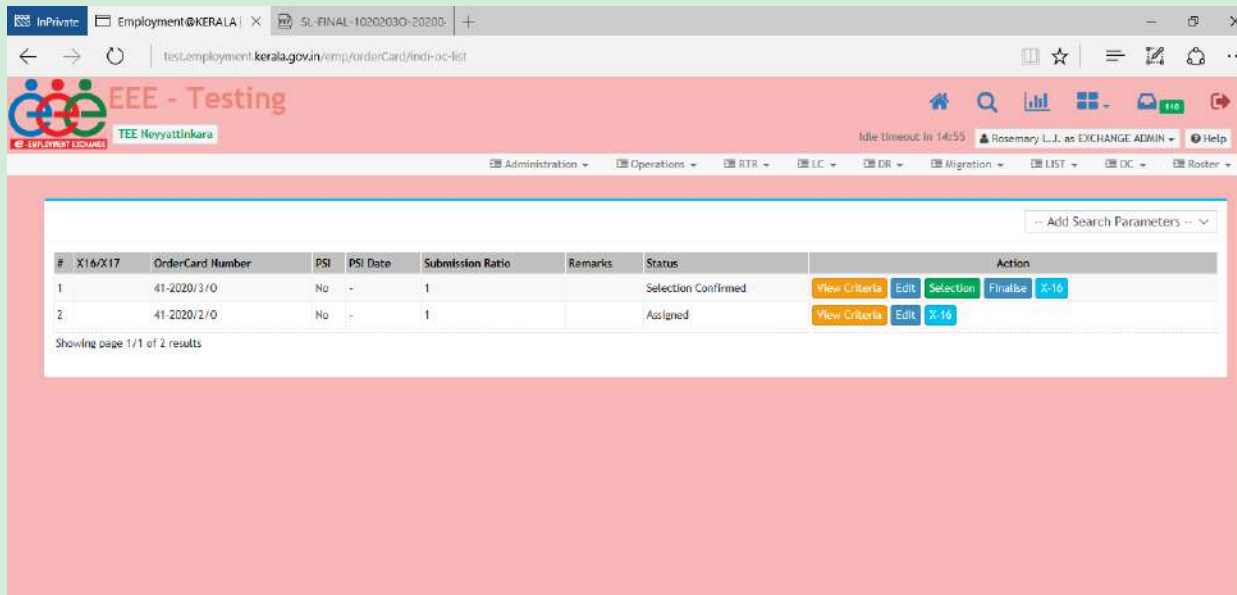 InPrivate Employment@KERALA | SL-FINAL-1020203O-20200-
test.employment.kerala.gov.in/emp/orderCard/indi-oc-list
EEE - Testing
TEE Neyyattinkara
e-EMPLOYMENT EXCHANGE
110
Idle timeout in 14:55 Rosemary L.J. as EXCHANGE ADMIN Help
Administration Operations RTR LC DR Migration LIST OC Roster
-- Add Search Parameters --
# X16/X17 OrderCard Number PSI PSI Date Submission Ratio Remarks Status Action
1 41-2020/3/O No - 1 Selection Confirmed View Criteria Edit Selection Finalise X-16
2 41-2020/2/O No - 1 Assigned View Criteria Edit X-16
Showing page 1/1 of 2 results